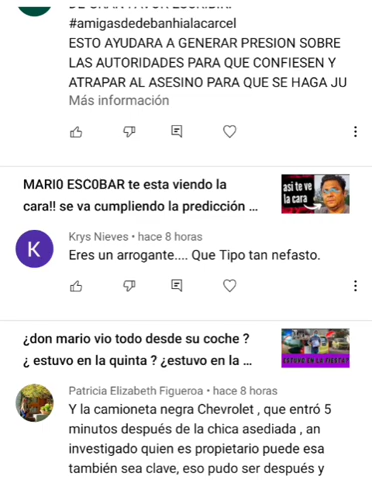 #amigasdedebanhialacarcel
ESTO AYUDARA A GENERAR PRESION SOBRE
LAS AUTORIDADES PARA QUE CONFIESEN Y
ATRAPAR AL ASESINO PARA QUE SE HAGA JU
Más información
MARI0 ESC0BAR te esta viendo la
cara!! se va cumpliendo la predicción ...
asi te ve
la cara
K
Krys Nieves • hace 8 horas
Eres un arrogante.... Que Tipo tan nefasto.
¿don mario vio todo desde su coche ?
¿ estuvo en la quinta ? ¿estuvo en la ...
ESTUVO EN LA FIESTA?
Patricia Elizabeth Figueroa • hace 8 horas
Y la camioneta negra Chevrolet , que entró 5
minutos después de la chica asediada , an
investigado quien es propietario puede esa
también sea clave, eso pudo ser después y